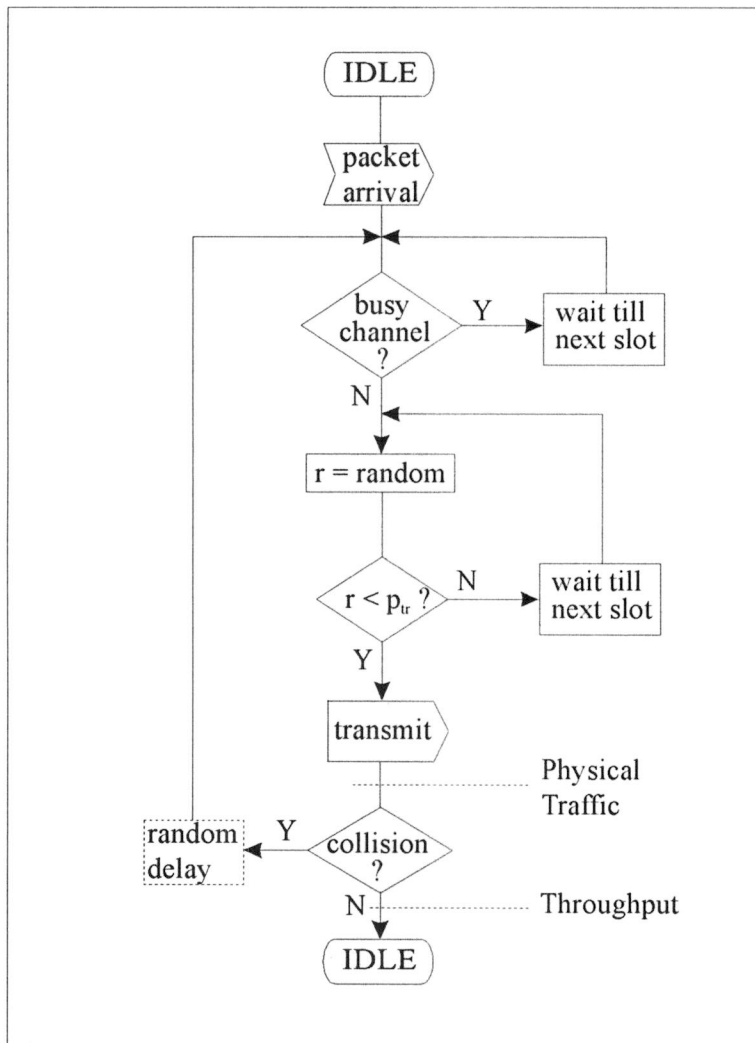 IDLE
packet
arrival
busy
channel
?
Y
wait till
next slot
N
r = random
r < pₜᵣ ?
N
wait till
next slot
Y
transmit
Physical
Traffic
random
delay
Y
collision
?
N
Throughput
IDLE